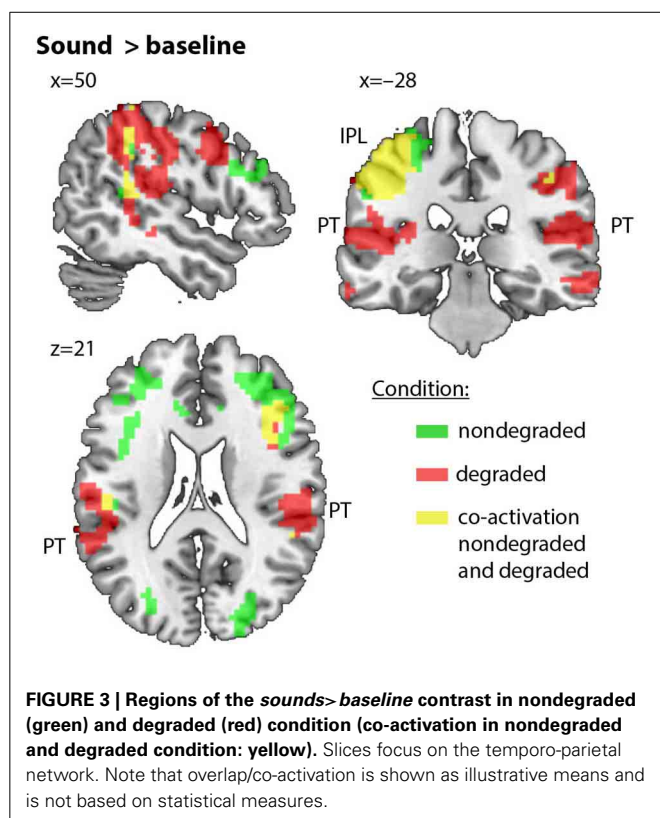 Sound > baseline
x=50
x=–28
IPL
PT
PT
z=21
PT
PT
Condition:
nondegraded
degraded
co-activation
nondegraded
and degraded
FIGURE 3 | Regions of the sounds>baseline contrast in nondegraded
(green) and degraded (red) condition (co-activation in nondegraded
and degraded condition: yellow). Slices focus on the temporo-parietal
network. Note that overlap/co-activation is shown as illustrative means and
is not based on statistical measures.